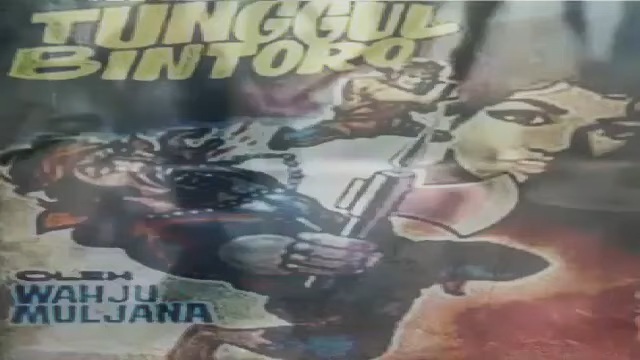 TUNGGUL
BINTORO
OLEH
WAHJU
MULJANA